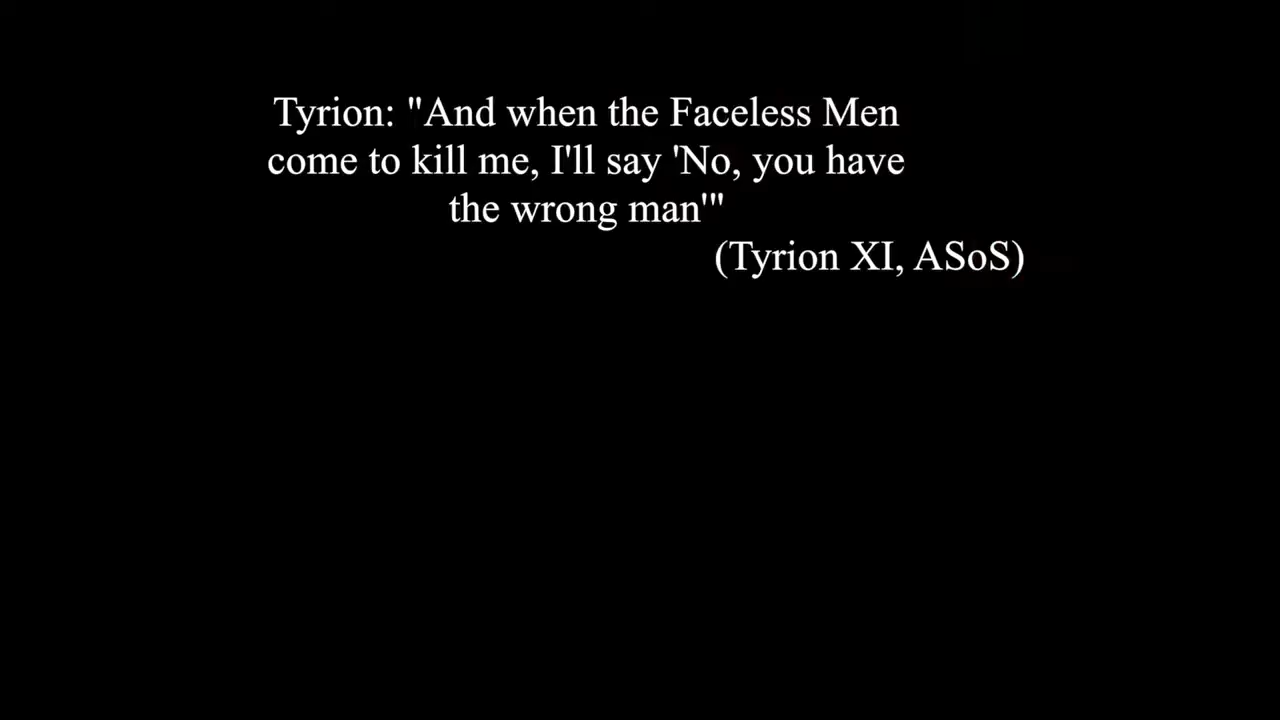 Tyrion: "And when the Faceless Men
come to kill me, I'll say 'No, you have
the wrong man'"
(Tyrion XI, ASoS)